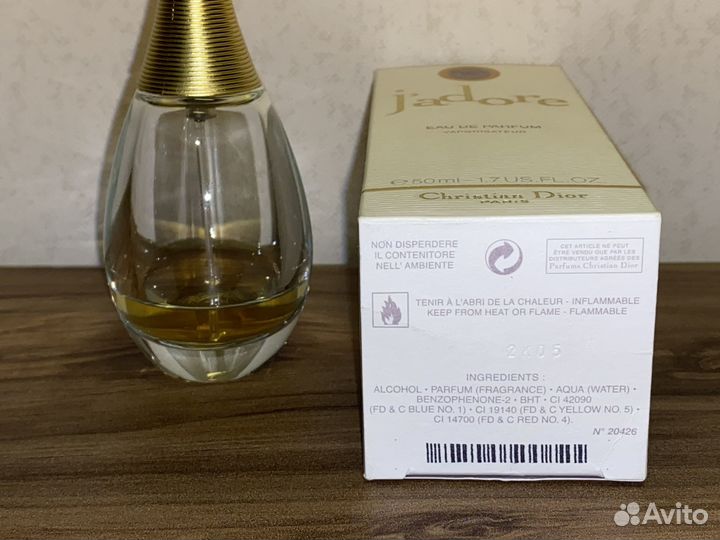 j'adore
EAU DE PARFUM
VAPORISATEUR
e50ml-1.7US.FL.OZ
Christian Dior
PARIS
NON DISPERDERE
IL CONTENITORE
NELL' AMBIENTE
CET ARTICLE NE PEUT
ÊTRE VENDU QUE PAR LES
DISTRIBUTEURS AGRÉÉS DES
Parfums Christian Dior
TENIR À L'ABRI DE LA CHALEUR - INFLAMMABLE
KEEP FROM HEAT OR FLAME - FLAMMABLE
INGREDIENTS :
ALCOHOL • PARFUM (FRAGRANCE) • AQUA (WATER) •
BENZOPHENONE-2 • BHT • CI 42090
(FD & C BLUE NO. 1) • CI 19140 (FD & C YELLOW NO. 5) •
CI 14700 (FD & C RED NO. 4).
N° 20426
Avito